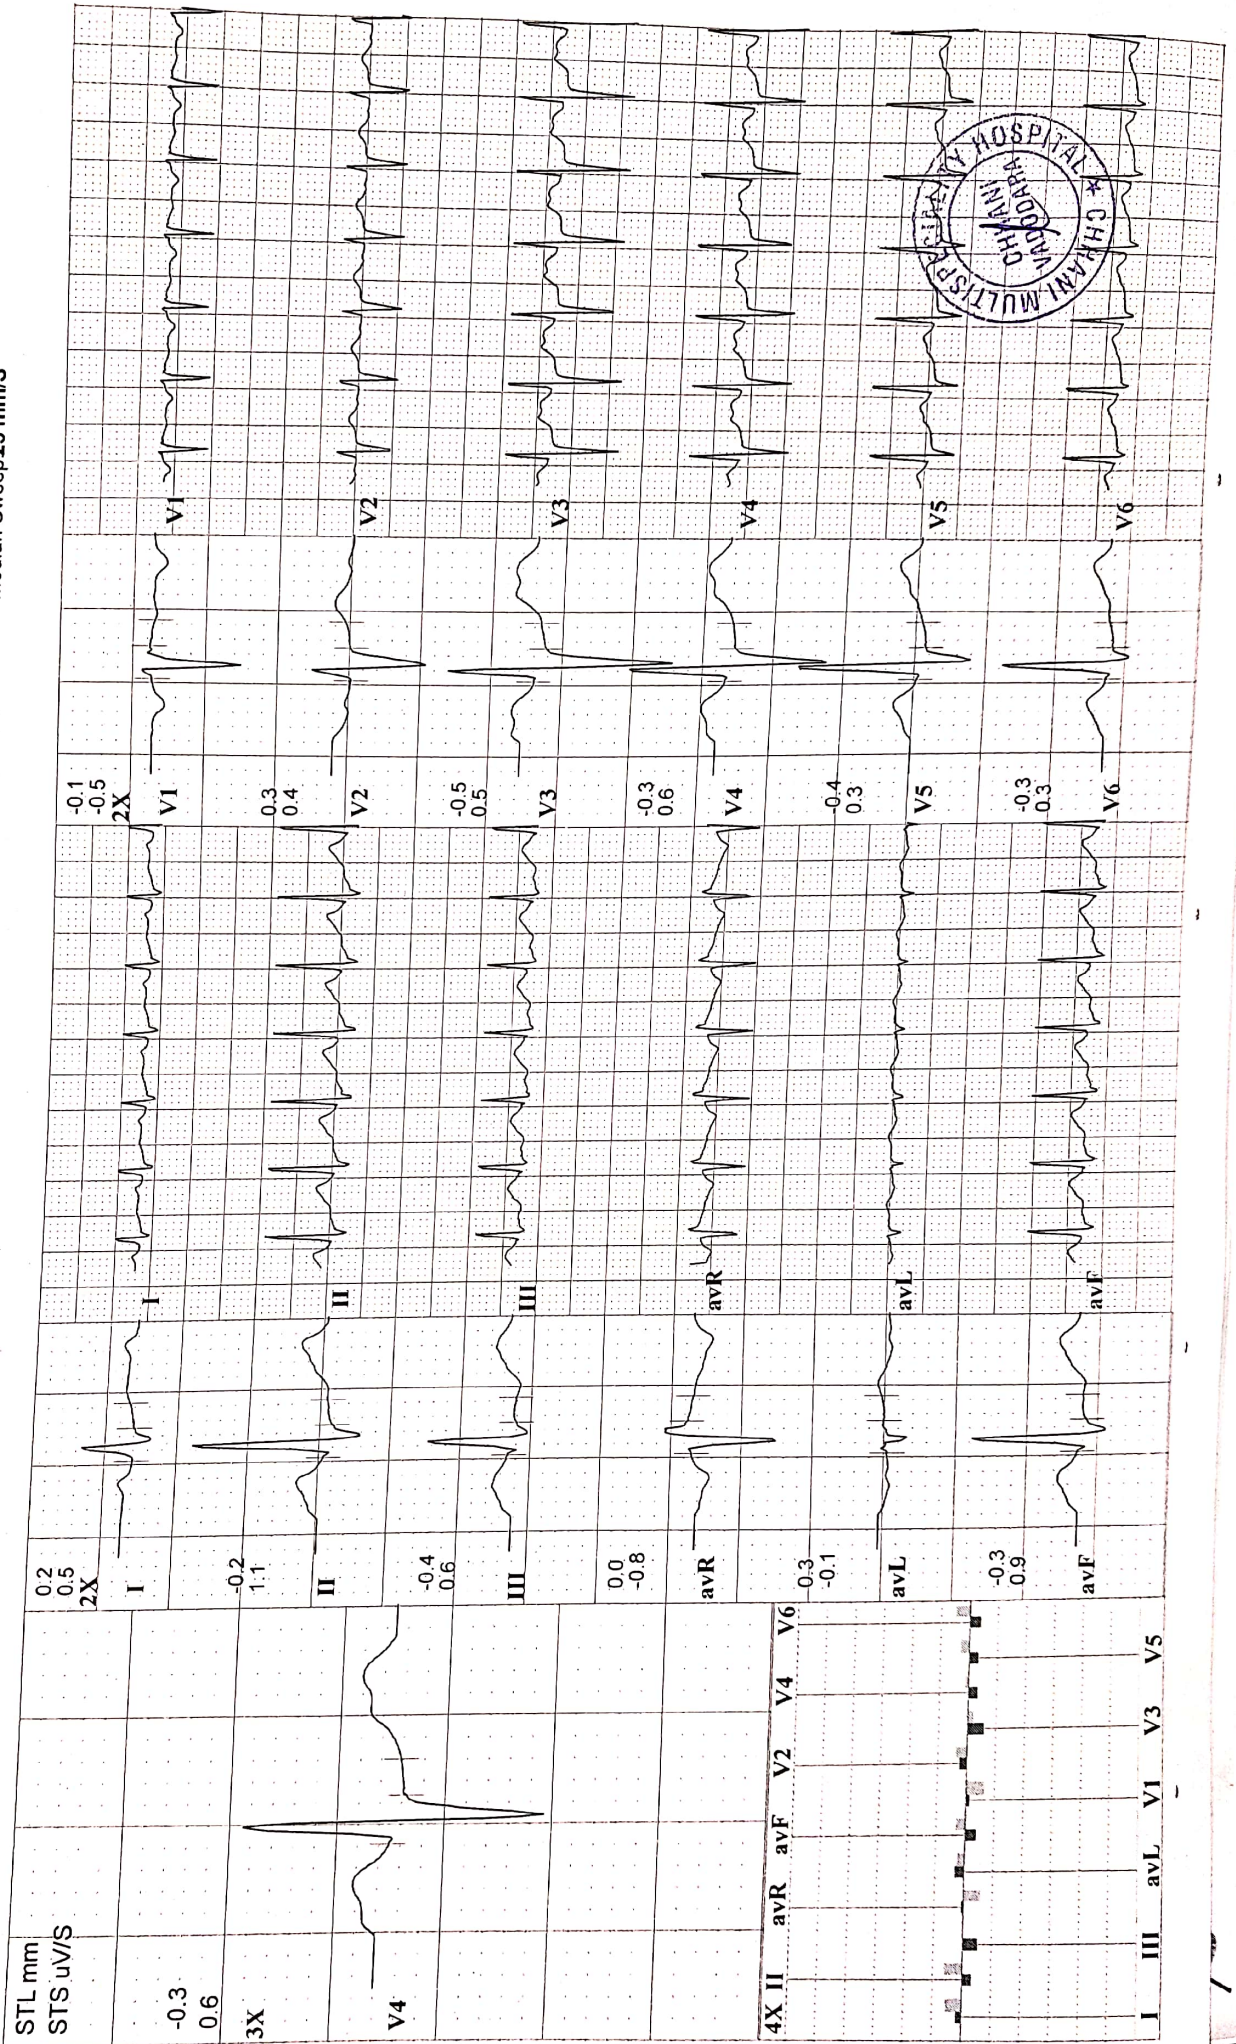 STL mm
STS uV/S
-0.3
0.6
3X
V4
4X
II
avR
avF
V2
V4
V6
I
III
avL
V1
V3
V5
0.2
0.5
2X
I
-0.2
1.1
II
-0.4
0.6
III
0.0
-0.8
avR
-0.3
-0.1
avL
-0.3
0.9
avF
I
II
III
avR
avL
avF
-0.1
-0.5
2X
V1
0.3
0.4
V2
-0.5
0.5
V3
-0.3
0.6
V4
-0.4
0.3
V5
-0.3
0.3
V6
V1
V2
V3
V4
V5
V6
CHHANI MULTISPECIALITY HOSPITAL ★
CHHANI
VADODARA